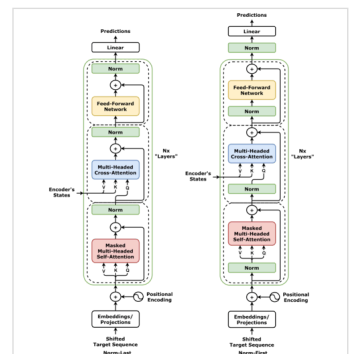 Predictions
Linear
Norm
+
Feed-Forward
Network
Norm
+
Multi-Headed
Cross-Attention
V K Q
Encoder's
States
Norm
+
Masked
Multi-Headed
Self-Attention
V K Q
Nx
"Layers"
+
Positional
Encoding
Embeddings/
Projections
Shifted
Target Sequence
Norm-Last
Predictions
Linear
Norm
+
Feed-Forward
Network
Norm
+
Multi-Headed
Cross-Attention
V K Q
Encoder's
States
Norm
+
Masked
Multi-Headed
Self-Attention
V K Q
Norm
Nx
"Layers"
+
Positional
Encoding
Embeddings/
Projections
Shifted
Target Sequence
Norm-First